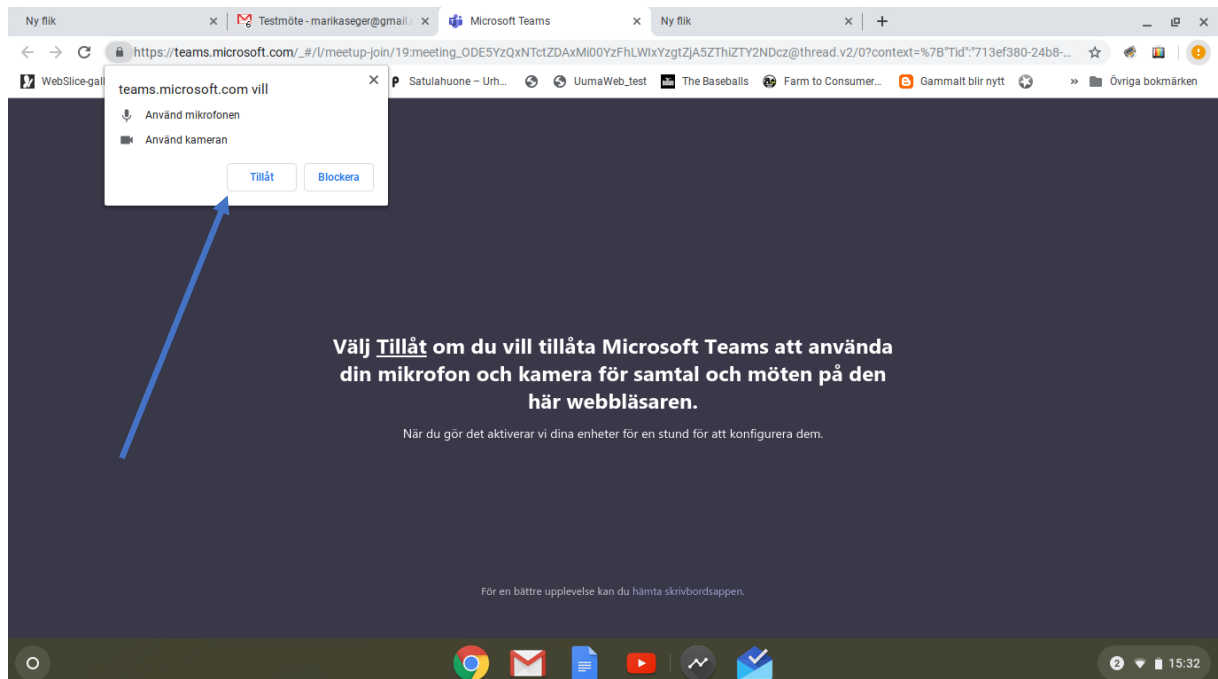 Ny flik
Testmöte - marikaseger@gmail.c
Microsoft Teams
Ny flik
https://teams.microsoft.com/_#/l/meetup-join/19:meeting_ODE5YzQxNTctZDAxMi00YzFhLWIxYzgtZjA5ZThiZTY2NDcz@thread.v2/0?context=%7B"Tid":"713ef380-24b8-...
WebSlice-gall
Satulahuone – Urh...
UumaWeb_test
The Baseballs
Farm to Consumer...
Gammalt blir nytt
»
Övriga bokmärken
teams.microsoft.com vill
Använd mikrofonen
Använd kameran
Tillåt Blockera
Välj Tillåt om du vill tillåta Microsoft Teams att använda
din mikrofon och kamera för samtal och möten på den
här webbläsaren.
När du gör det aktiverar vi dina enheter för en stund för att konfigurera dem.
För en bättre upplevelse kan du hämta skrivbordsappen.
2 15:32